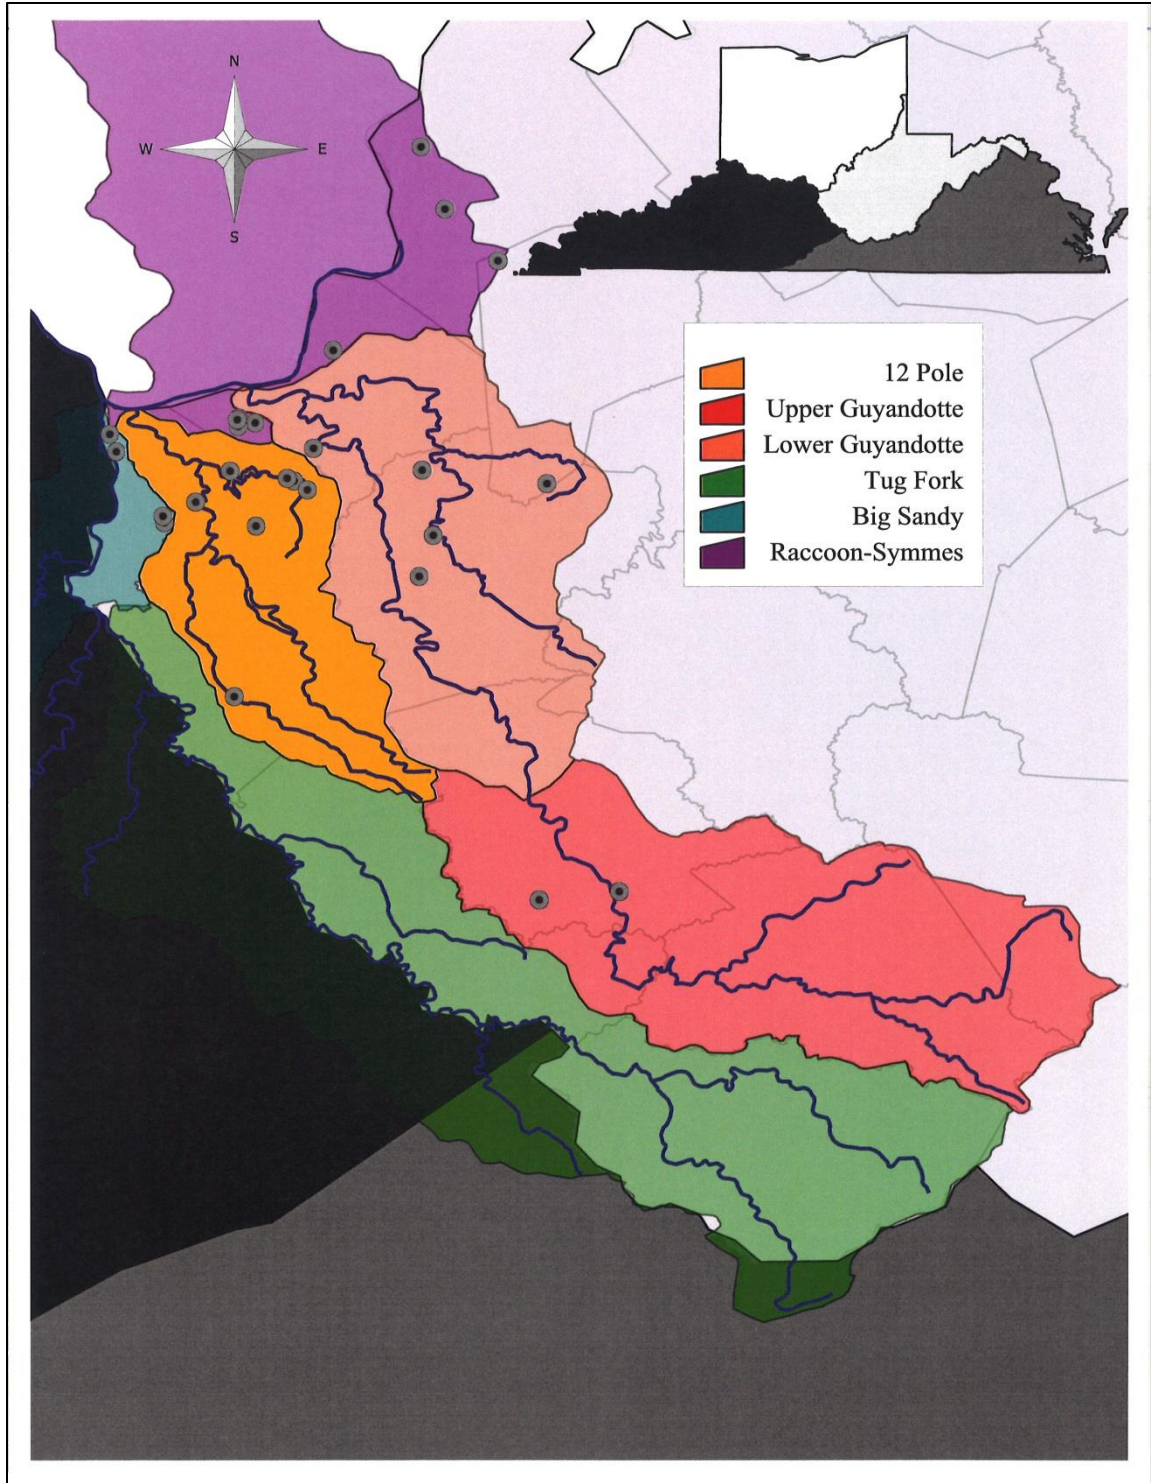 N
W E
S
12 Pole
Upper Guyandotte
Lower Guyandotte
Tug Fork
Big Sandy
Raccoon-Symmes